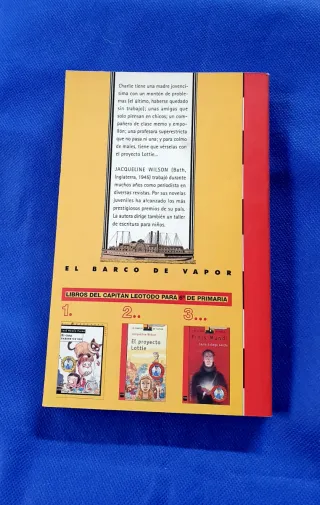 Charlie tiene una madre jovencí-
sima con un montón de proble-
mas (el último, haberse quedado
sin trabajo); unas amigas que
solo piensan en chicos; un com-
pañero de clase memo y empo-
llón; una profesora superestricta
que no pasa ni una; y para colmo
de males, tiene que vérselas con
el proyecto Lottie...
JACQUELINE WILSON (Bath,
Inglaterra, 1945) trabajó durante
muchos años como periodista en
diversas revistas. Por sus novelas
juveniles ha alcanzado los más
prestigiosos premios de su país.
La autora dirige también un taller
de escritura para niños.
EL BARCO DE VAPOR
LIBROS DEL CAPITÁN LEOTODO PARA 6º DE PRIMARIA
1. 2.. 3...
El proyecto
Lottie